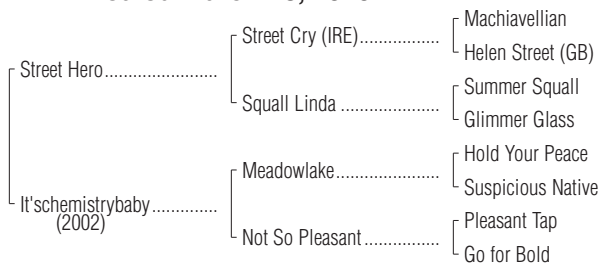 Machiavellian
Street Cry (IRE)
Helen Street (GB)
Street Hero
Summer Squall
Squall Linda
Glimmer Glass
Hold Your Peace
Meadowlake
Suspicious Native
It'schemistrybaby
(2002)
Pleasant Tap
Not So Pleasant
Go for Bold